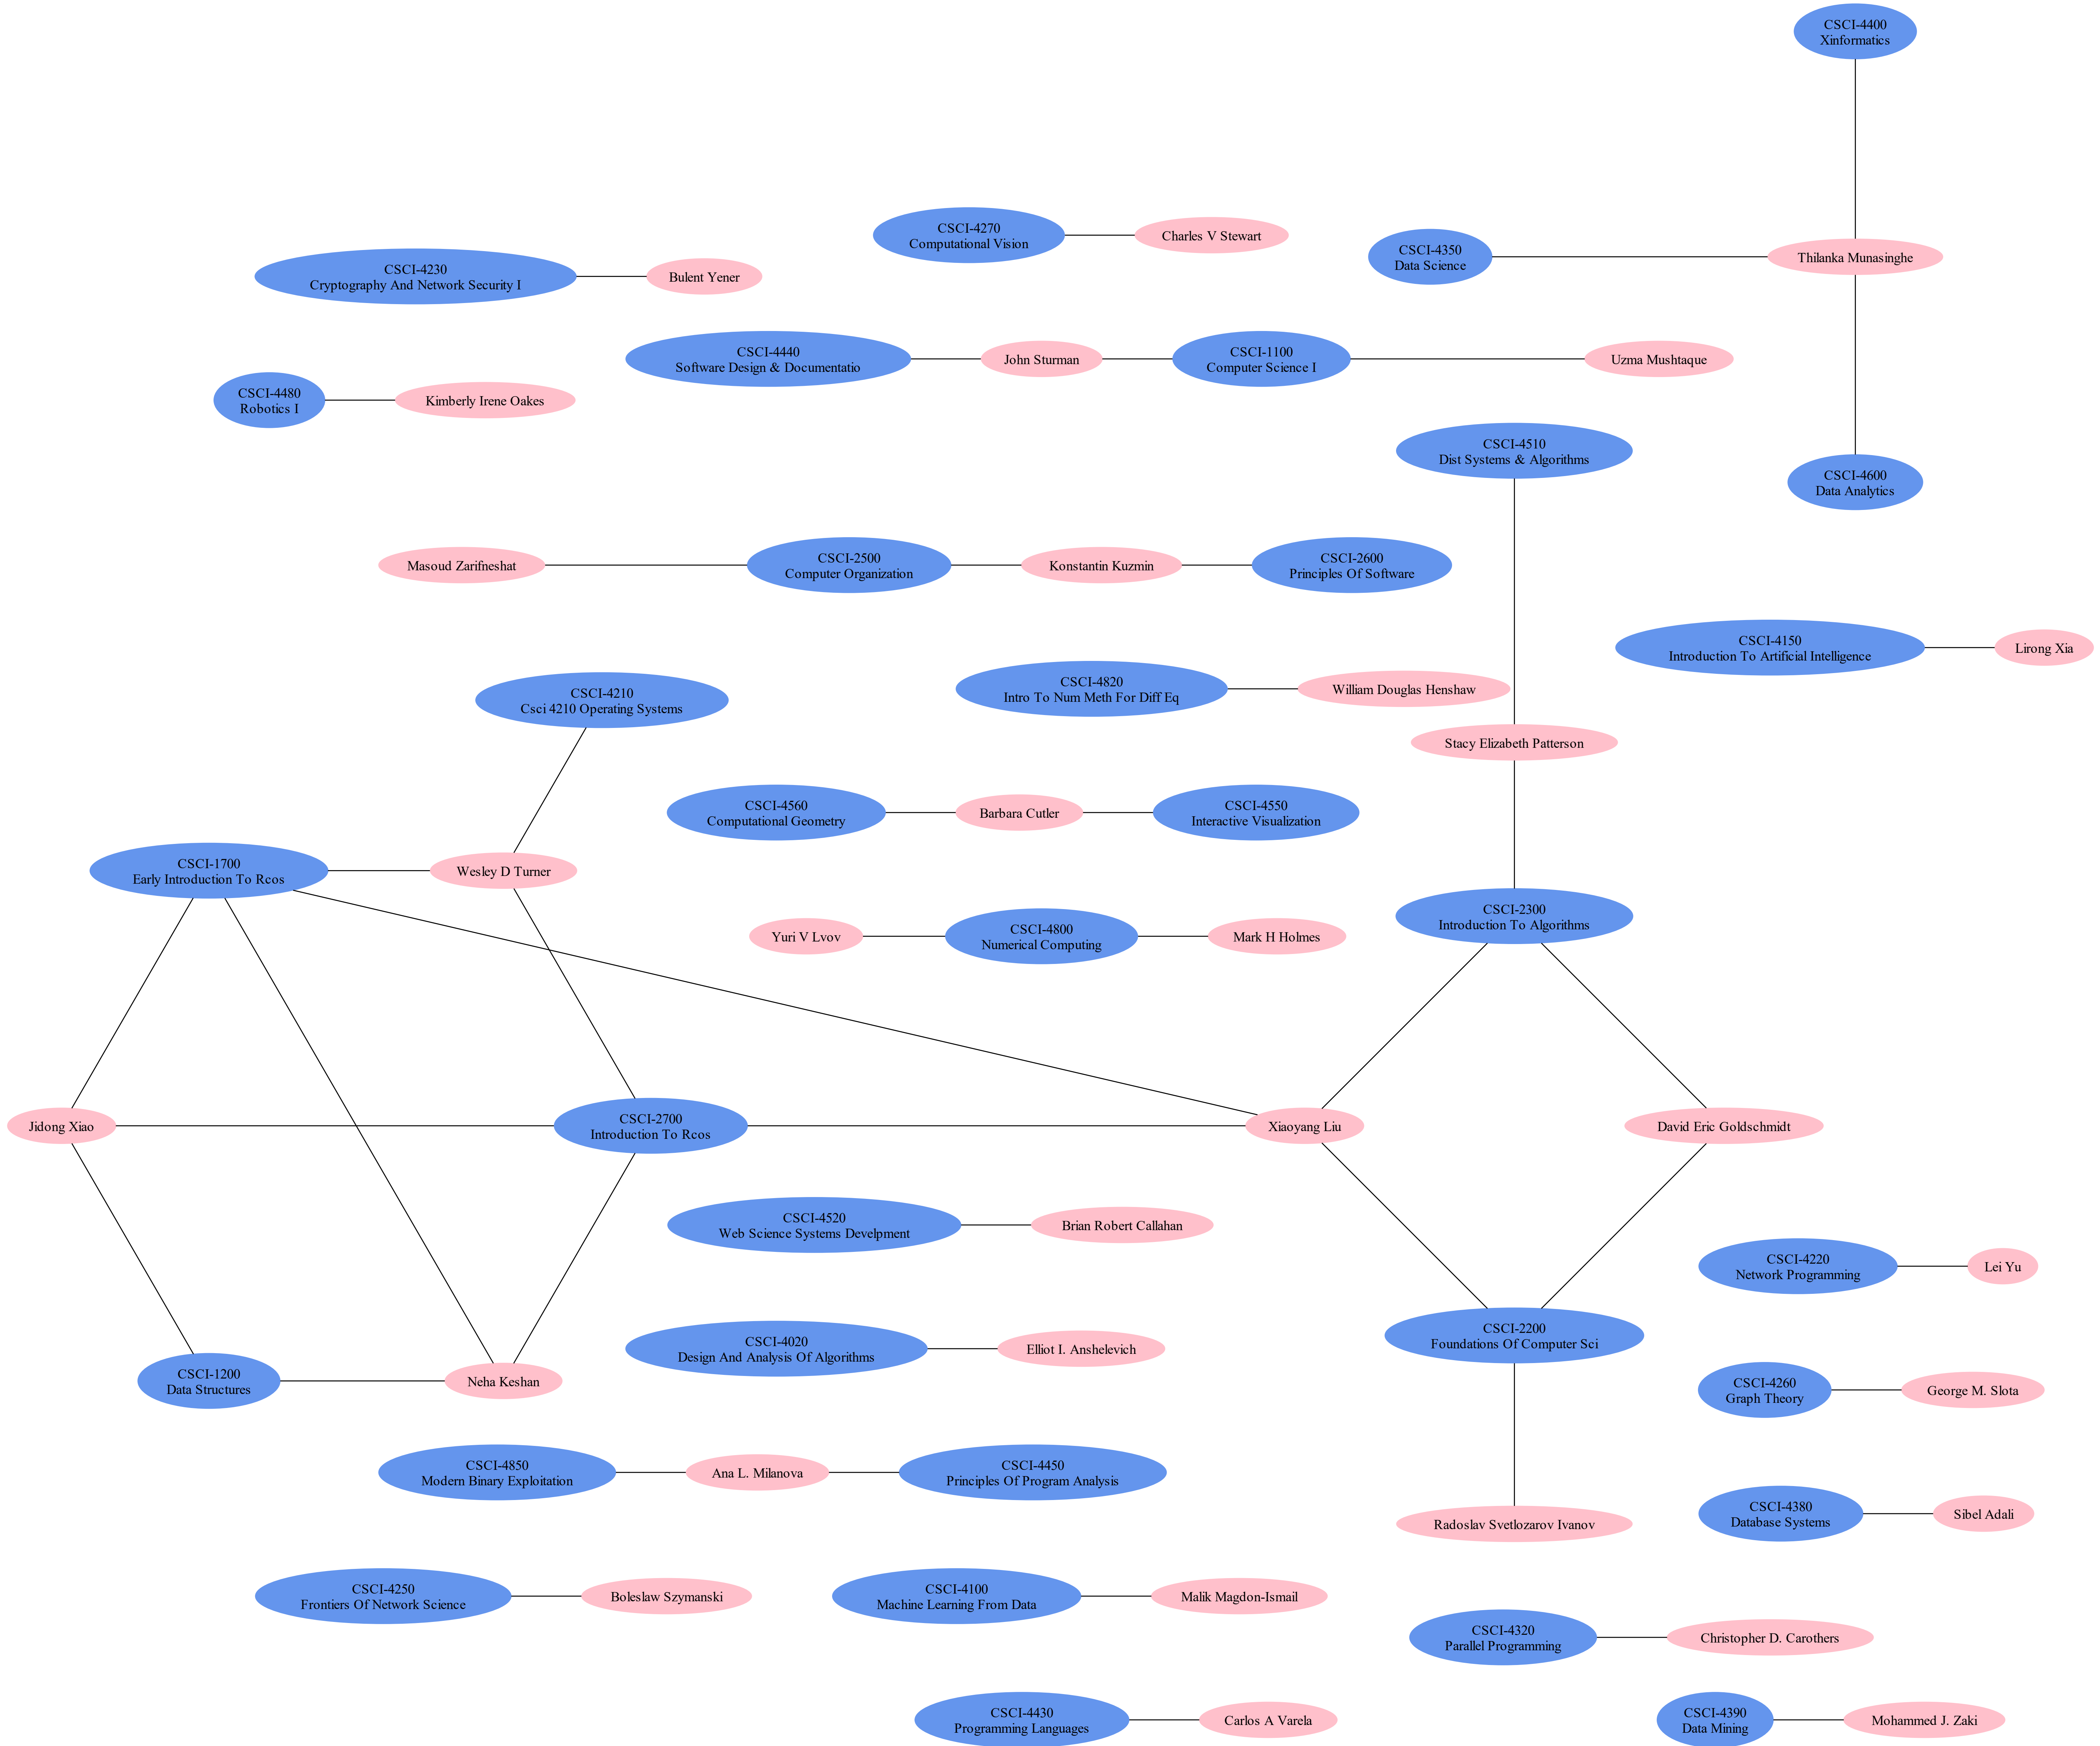 CSCI-4400
Xinformatics
CSCI-4270
Computational Vision
Charles V Stewart
CSCI-4350
Data Science
Thilanka Munasinghe
CSCI-4230
Cryptography And Network Security I
Bulent Yener
CSCI-4440
Software Design & Documentatio
John Sturman
CSCI-1100
Computer Science I
Uzma Mushtaque
CSCI-4480
Robotics I
Kimberly Irene Oakes
CSCI-4510
Dist Systems & Algorithms
CSCI-4600
Data Analytics
Masoud Zarifneshat
CSCI-2500
Computer Organization
Konstantin Kuzmin
CSCI-2600
Principles Of Software
CSCI-4150
Introduction To Artificial Intelligence
Lirong Xia
CSCI-4210
Csci 4210 Operating Systems
CSCI-4820
Intro To Num Meth For Diff Eq
William Douglas Henshaw
Stacy Elizabeth Patterson
CSCI-4560
Computational Geometry
Barbara Cutler
CSCI-4550
Interactive Visualization
CSCI-1700
Early Introduction To Rcos
Wesley D Turner
Yuri V Lvov
CSCI-4800
Numerical Computing
Mark H Holmes
CSCI-2300
Introduction To Algorithms
Jidong Xiao
CSCI-2700
Introduction To Rcos
Xiaoyang Liu
David Eric Goldschmidt
CSCI-4520
Web Science Systems Develpment
Brian Robert Callahan
CSCI-4220
Network Programming
Lei Yu
CSCI-4020
Design And Analysis Of Algorithms
Elliot I. Anshelevich
CSCI-2200
Foundations Of Computer Sci
CSCI-1200
Data Structures
Neha Keshan
CSCI-4260
Graph Theory
George M. Slota
CSCI-4850
Modern Binary Exploitation
Ana L. Milanova
CSCI-4450
Principles Of Program Analysis
Radoslav Svetlozarov Ivanov
CSCI-4380
Database Systems
Sibel Adali
CSCI-4250
Frontiers Of Network Science
Boleslaw Szymanski
CSCI-4100
Machine Learning From Data
Malik Magdon-Ismail
CSCI-4320
Parallel Programming
Christopher D. Carothers
CSCI-4430
Programming Languages
Carlos A Varela
CSCI-4390
Data Mining
Mohammed J. Zaki